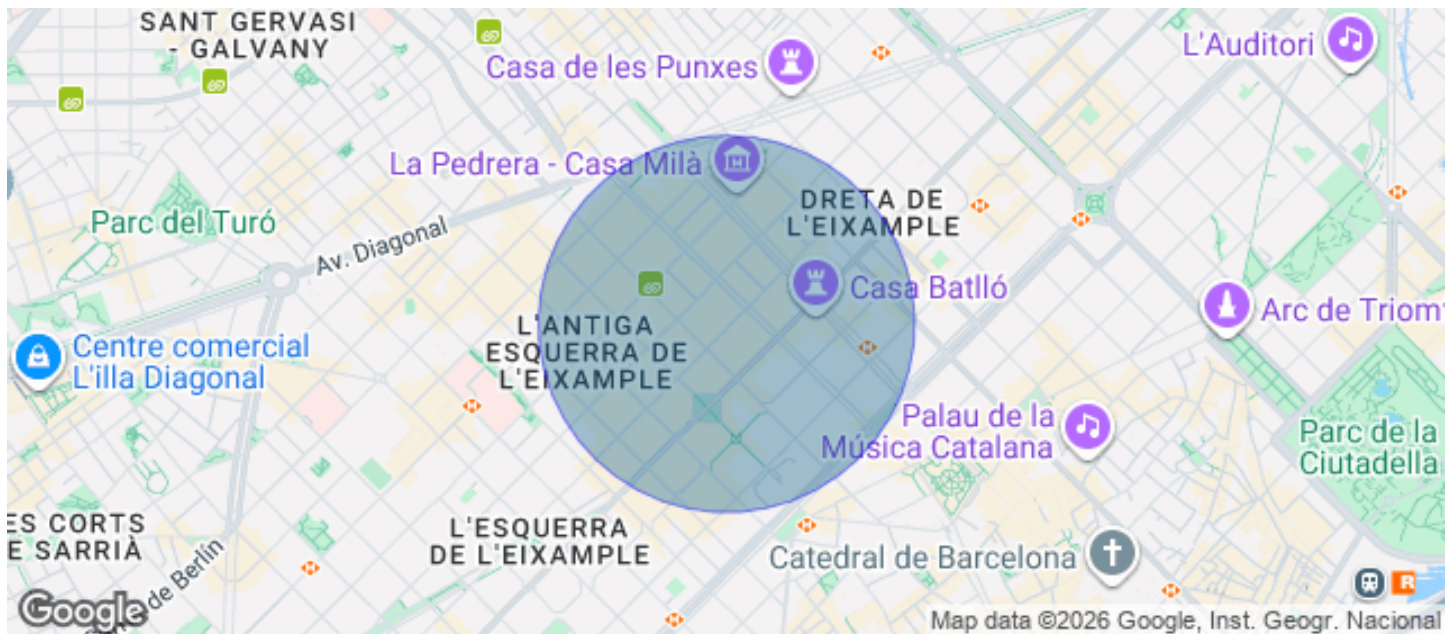 SANT GERVASI
- GALVANY
Casa de les Punxes
L'Auditori
La Pedrera - Casa Milà
DRETA DE
L'EIXAMPLE
Parc del Turó
Av. Diagonal
Casa Batlló
Arc de Triom
L'ANTIGA
ESQUERRA DE
L'EIXAMPLE
Centre comercial
L'illa Diagonal
Palau de la
Música Catalana
Parc de la
Ciutadella
ES CORTS
E SARRIÀ
L'ESQUERRA
DE L'EIXAMPLE
de Berlín
Catedral de Barcelona
R
Google
Map data ©2026 Google, Inst. Geogr. Nacional